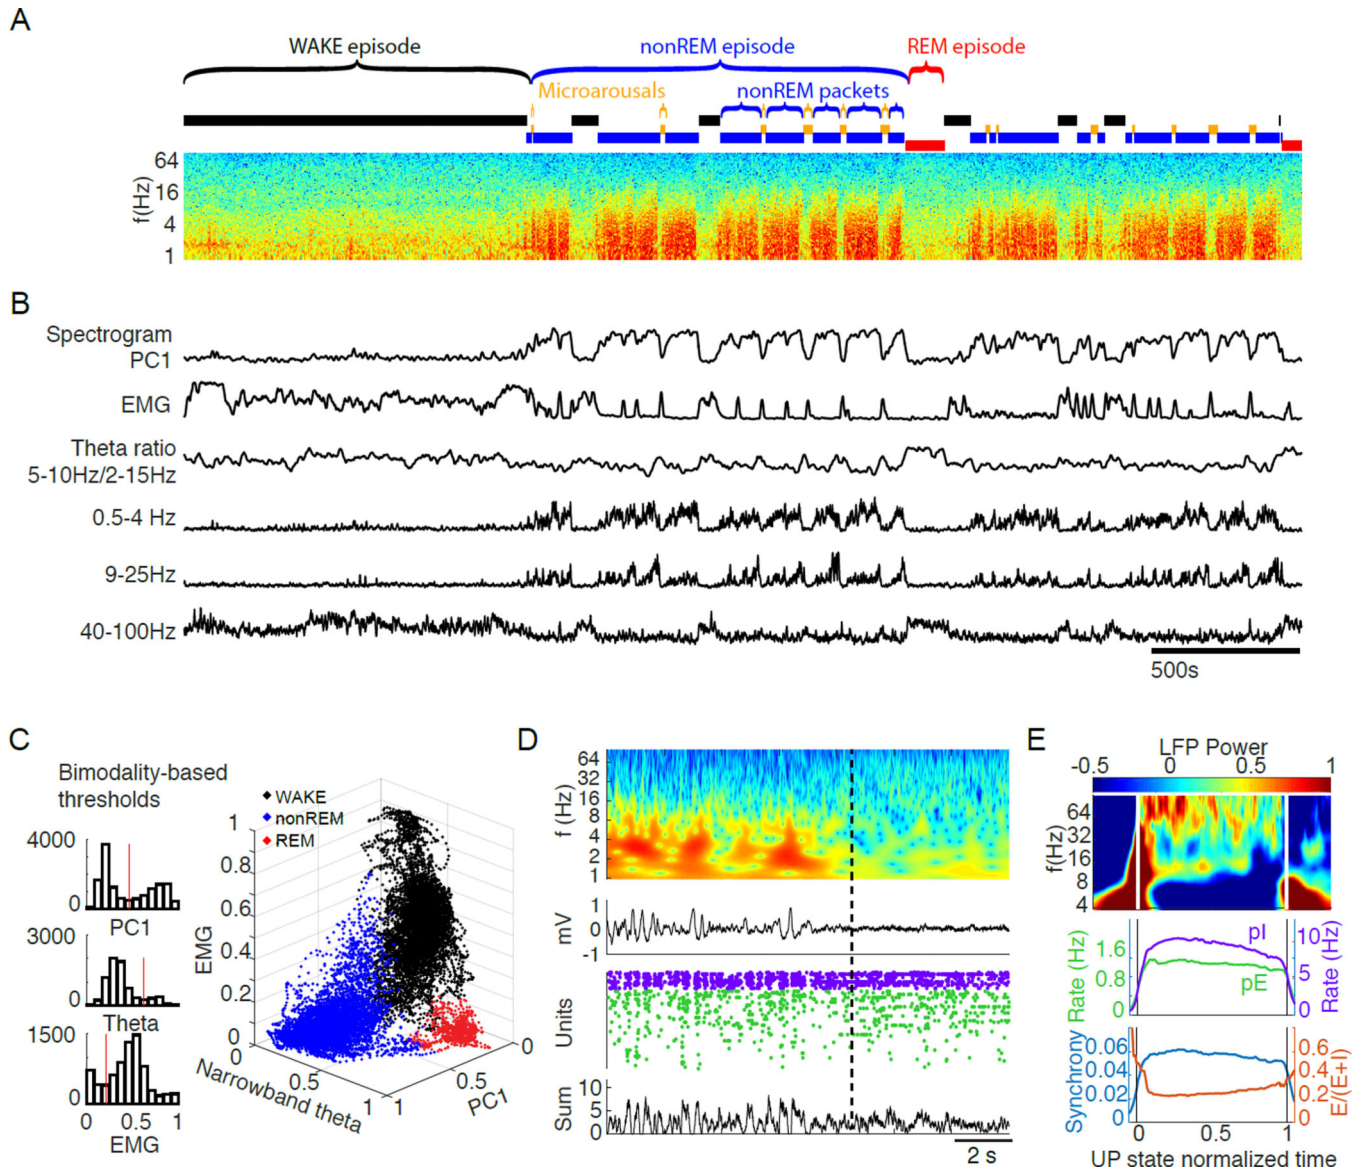 A
WAKE episode
nonREM episode
REM episode
Microarousals
nonREM packets
f(Hz)
64
16
4
1
B
Spectrogram
PC1
EMG
Theta ratio
5-10Hz/2-15Hz
0.5-4 Hz
9-25Hz
40-100Hz
500s
C
Bimodality-based
thresholds
4000
0
PC1
3000
0
Theta
1500
0
0 0.5 1
EMG
WAKE
nonREM
REM
EMG
1
0.8
0.6
0.4
0.2
0
0
0.5
1
Narrowband theta
1
0.5
0
PC1
D
f (Hz)
64
32
16
8
4
2
1
mV
1
0
-1
Units
Sum
10
5
0
2 s
E
LFP Power
-0.5 0 0.5 1
f(Hz)
64
32
16
8
4
Rate (Hz)
1.6
0.8
0
pI
pE
10
5
0
Rate (Hz)
Synchrony
0.06
0.04
0.02
0
0.6
0.4
0.2
0
E/(E+I)
0 0.5 1
UP state normalized time